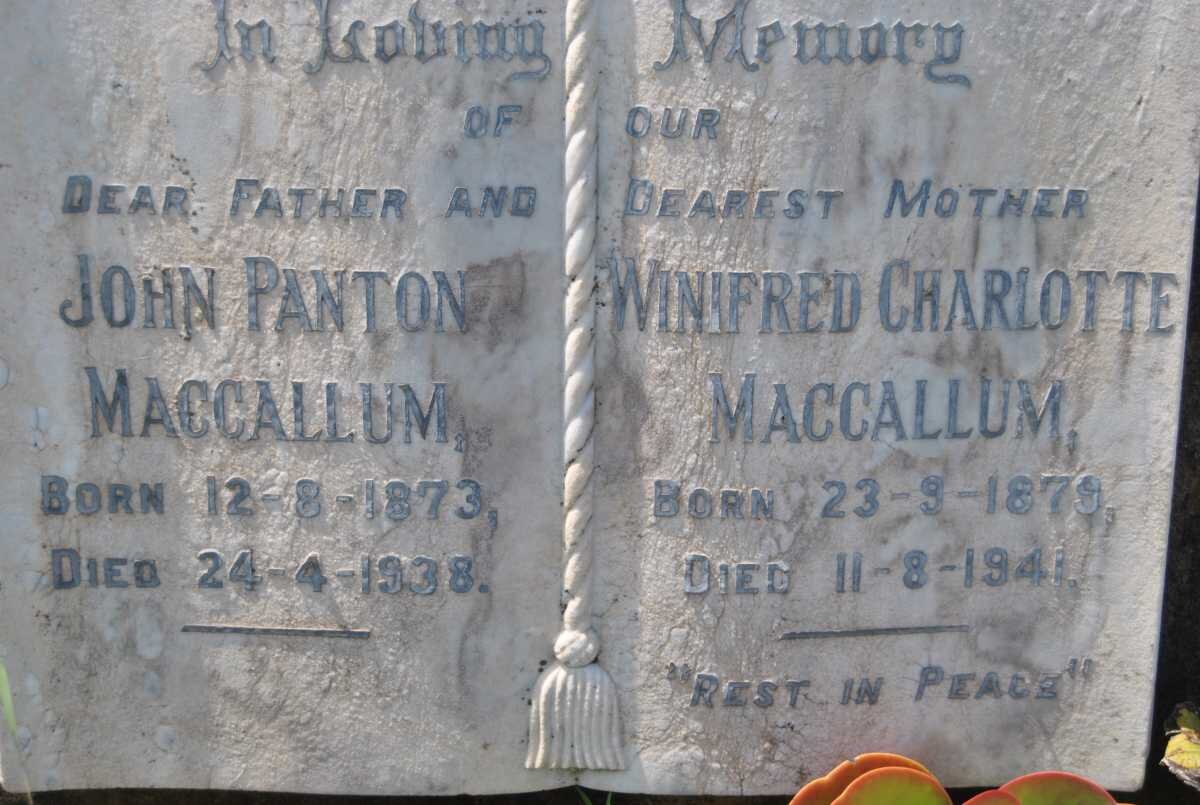 In Loving Memory
OF OUR
DEAR FATHER AND DEAREST MOTHER
JOHN PANTON
MACCALLUM,
BORN 12-8-1873,
DIED 24-4-1938.
WINIFRED CHARLOTTE
MACCALLUM,
BORN 23-9-1879,
DIED 11-8-1941.
"REST IN PEACE"